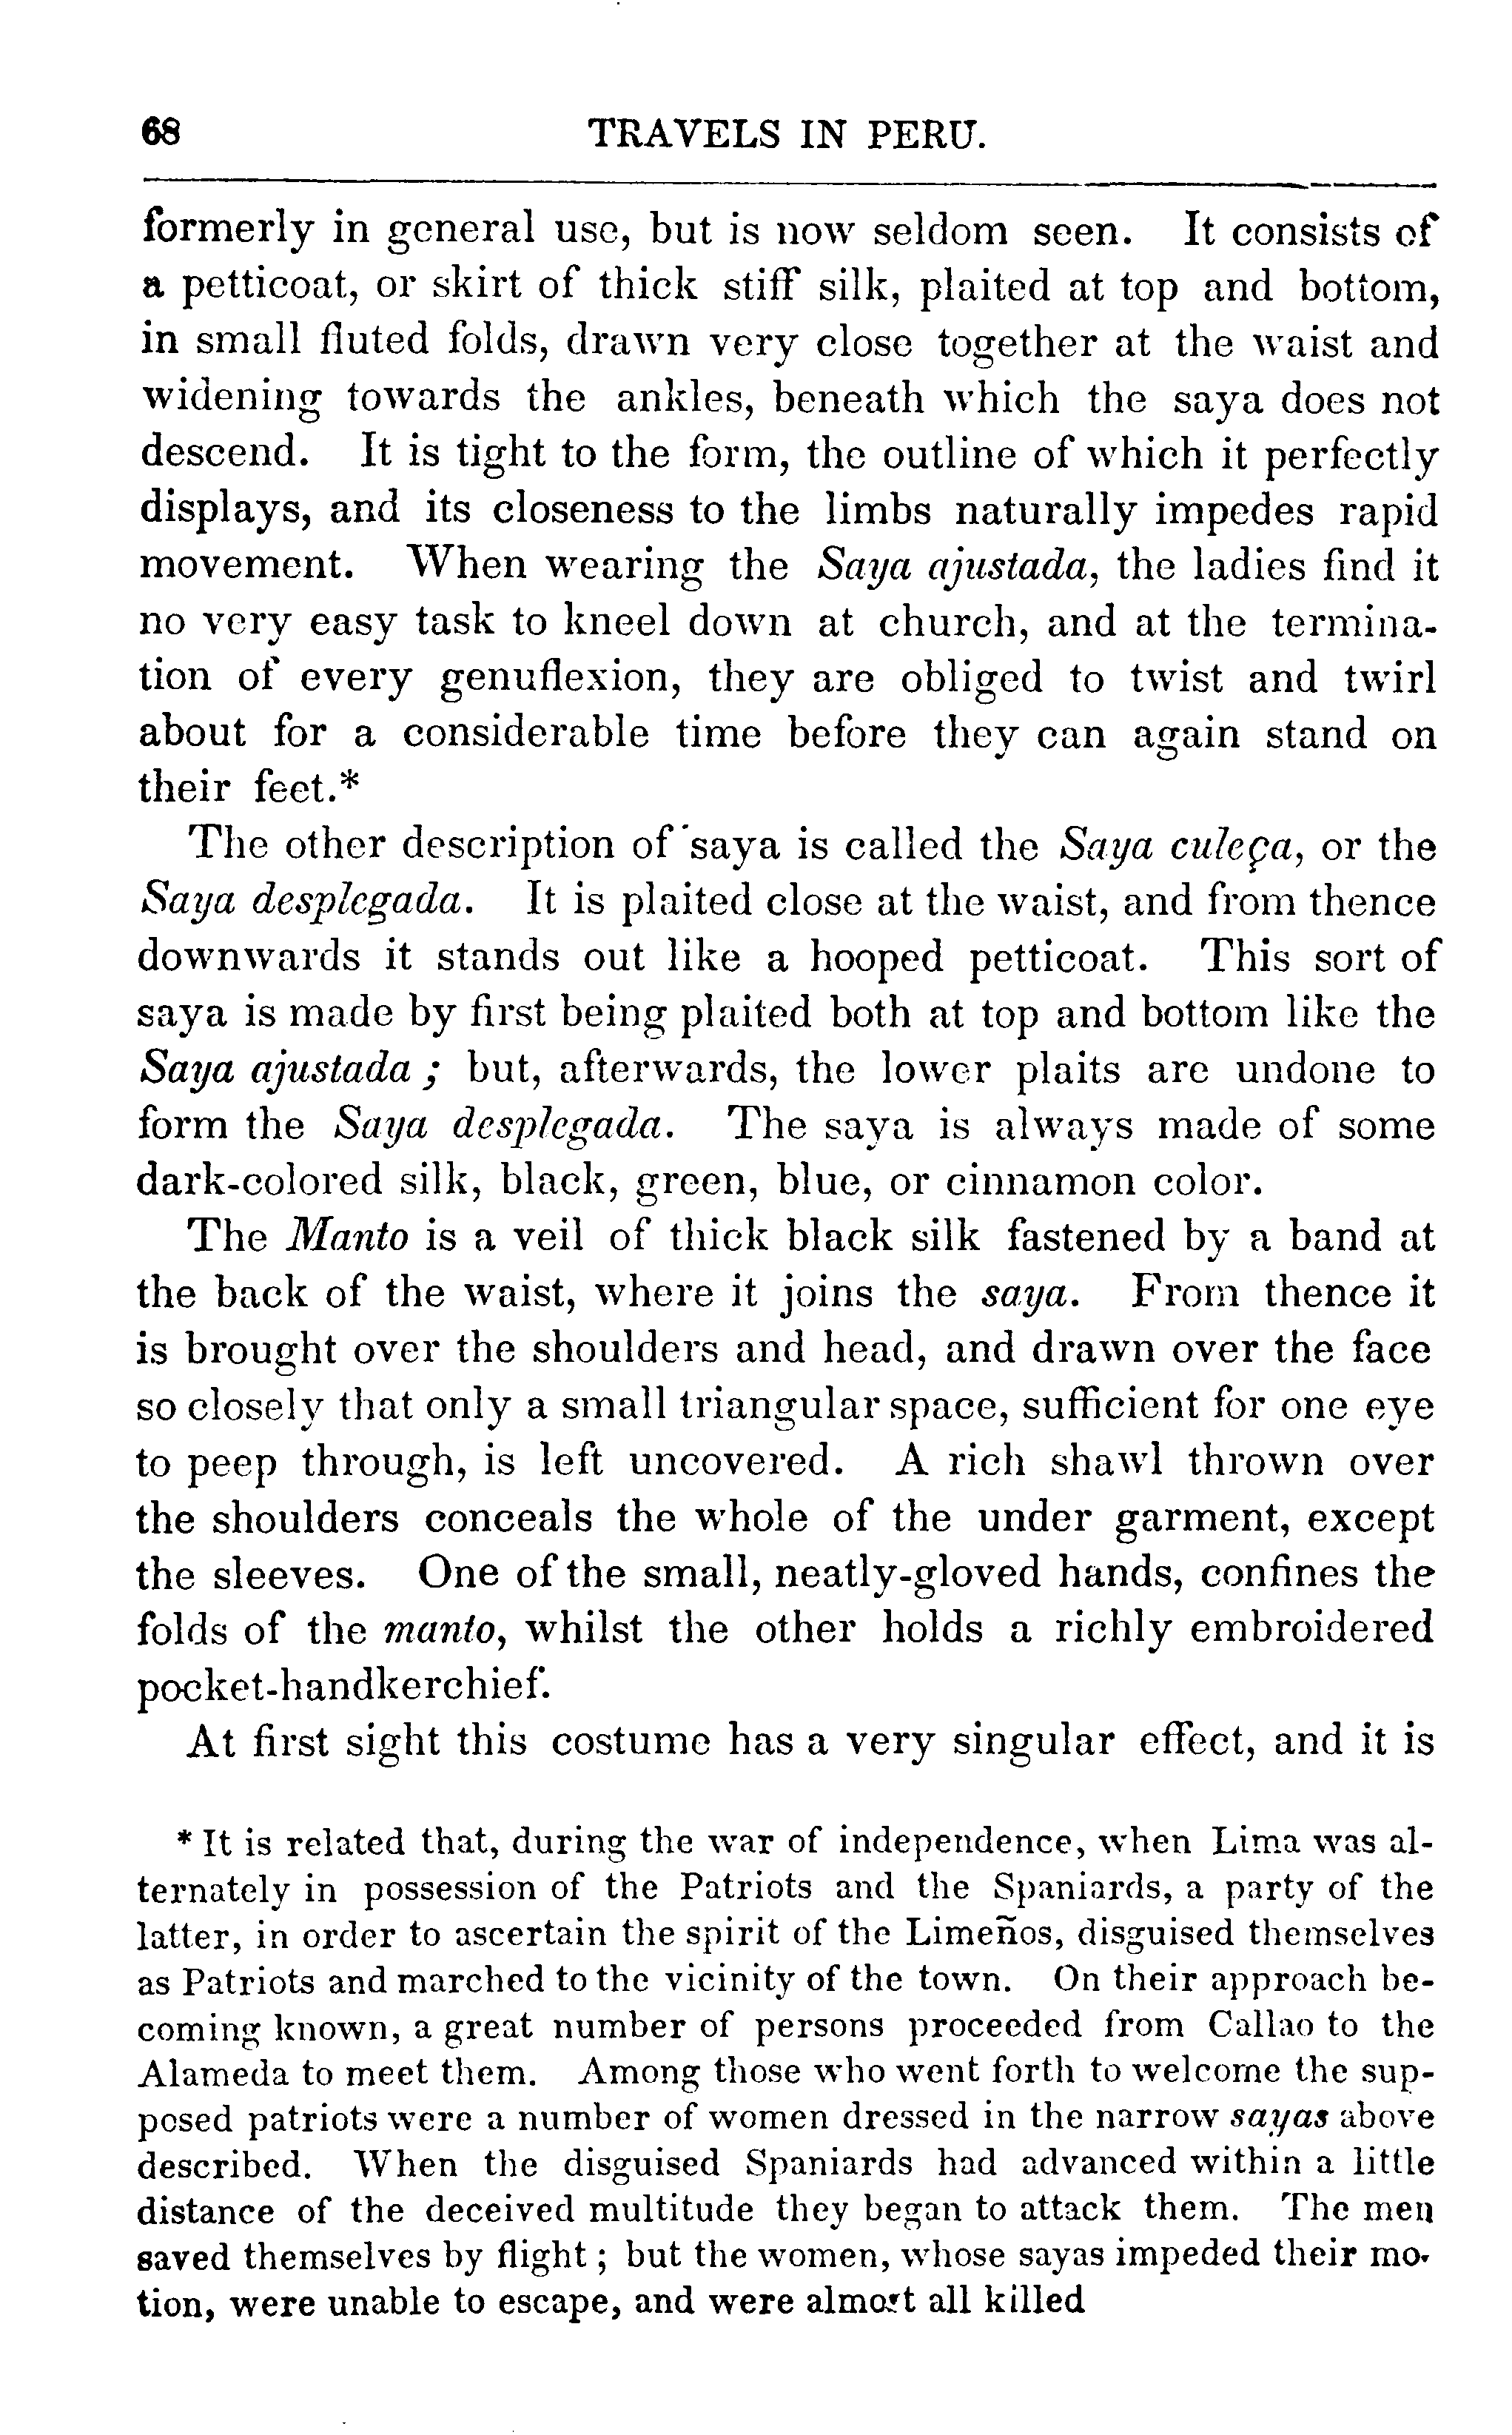 68 TRAVELS IN PERU.
formerly in general use, but is now seldom seen. It consists of
a petticoat, or skirt of thick stiff silk, plaited at top and bottom,
in small fluted folds, drawn very close together at the waist and
widening towards the ankles, beneath which the saya does not
descend. It is tight to the form, the outline of which it perfectly
displays, and its closeness to the limbs naturally impedes rapid
movement. When wearing the Saya ajustada, the ladies find it
no very easy task to kneel down at church, and at the termina-
tion of every genuflexion, they are obliged to twist and twirl
about for a considerable time before they can again stand on
their feet.*
The other description of saya is called the Saya culeça, or the
Saya desplegada. It is plaited close at the waist, and from thence
downwards it stands out like a hooped petticoat. This sort of
saya is made by first being plaited both at top and bottom like the
Saya ajustada ; but, afterwards, the lower plaits are undone to
form the Saya desplegada. The saya is always made of some
dark-colored silk, black, green, blue, or cinnamon color.
The Manto is a veil of thick black silk fastened by a band at
the back of the waist, where it joins the saya. From thence it
is brought over the shoulders and head, and drawn over the face
so closely that only a small triangular space, sufficient for one eye
to peep through, is left uncovered. A rich shawl thrown over
the shoulders conceals the whole of the under garment, except
the sleeves. One of the small, neatly-gloved hands, confines the
folds of the manto, whilst the other holds a richly embroidered
pocket-handkerchief.
At first sight this costume has a very singular effect, and it is
* It is related that, during the war of independence, when Lima was al-
ternately in possession of the Patriots and the Spaniards, a party of the
latter, in order to ascertain the spirit of the Limeños, disguised themselves
as Patriots and marched to the vicinity of the town. On their approach be-
coming known, a great number of persons proceeded from Callao to the
Alameda to meet them. Among those who went forth to welcome the sup-
posed patriots were a number of women dressed in the narrow sayas above
described. When the disguised Spaniards had advanced within a little
distance of the deceived multitude they began to attack them. The men
saved themselves by flight ; but the women, whose sayas impeded their mo-
tion, were unable to escape, and were almost all killed